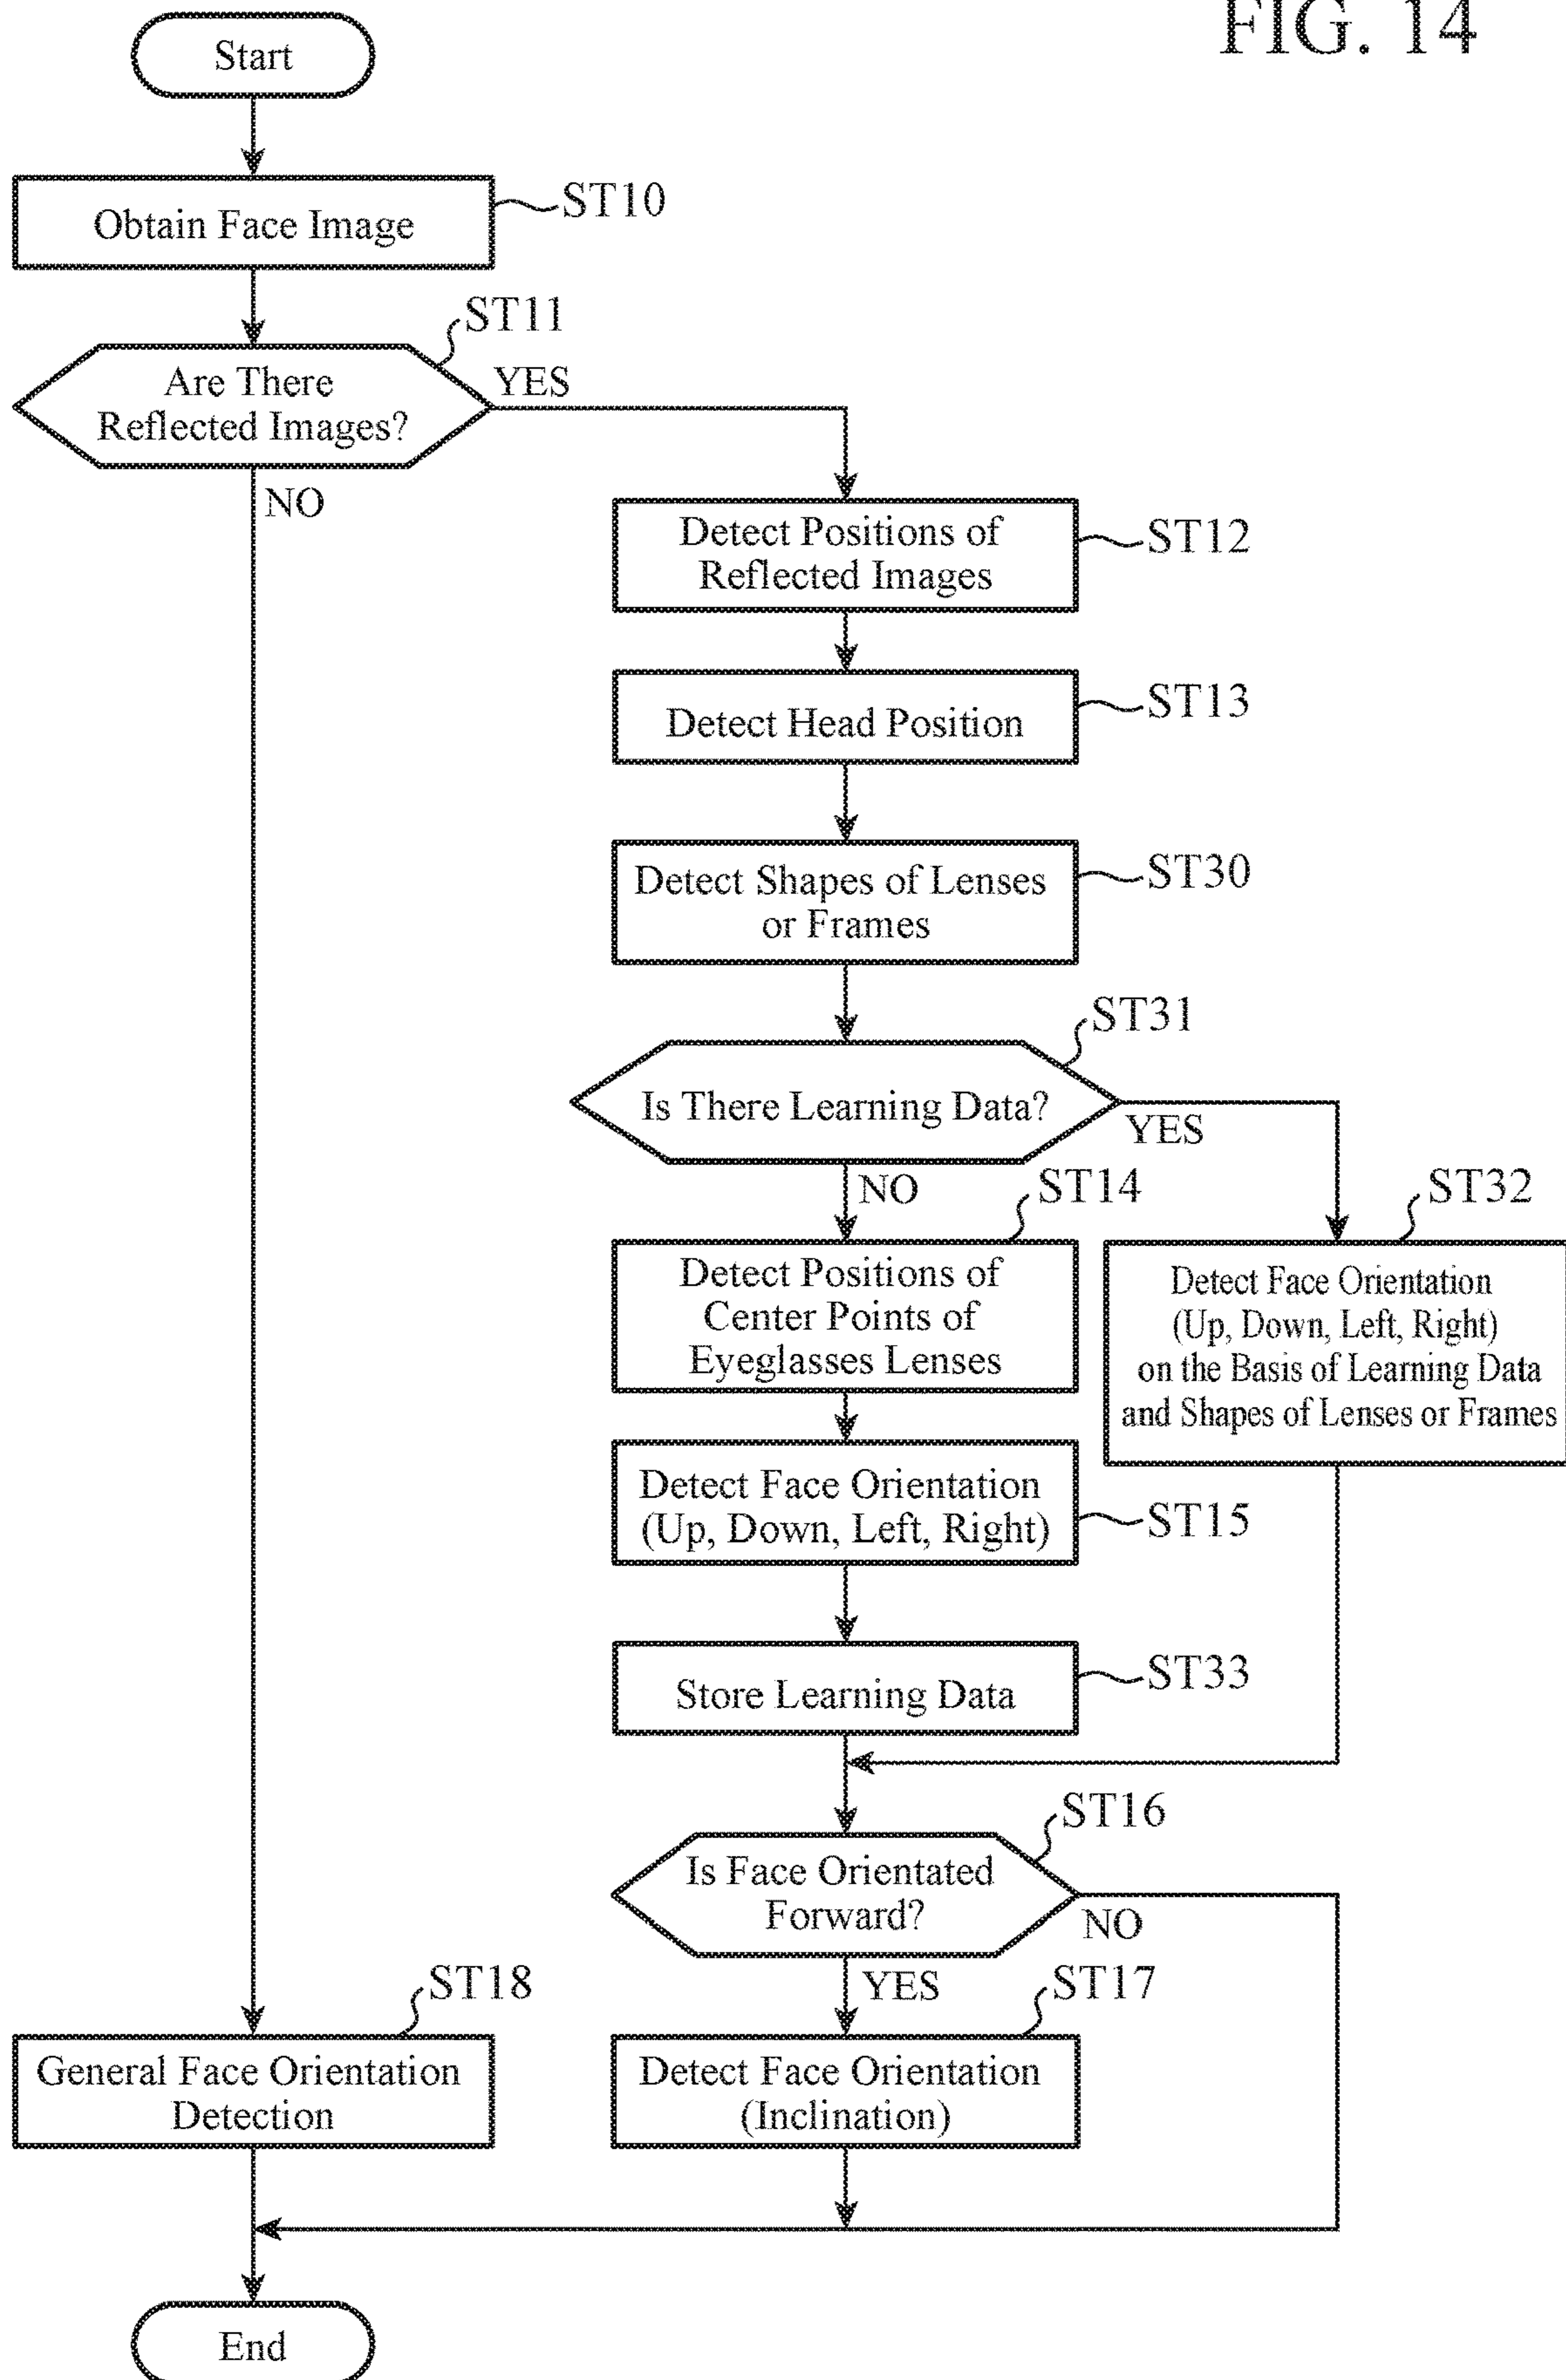 FIG. 14
Start
Obtain Face Image
ST10
Are There
Reflected Images?
ST11
YES
NO
Detect Positions of
Reflected Images
ST12
Detect Head Position
ST13
Detect Shapes of Lenses
or Frames
ST30
Is There Learning Data?
ST31
YES
NO
Detect Positions of
Center Points of
Eyeglasses Lenses
ST14
Detect Face Orientation
(Up, Down, Left, Right)
on the Basis of Learning Data
and Shapes of Lenses or Frames
ST32
Detect Face Orientation
(Up, Down, Left, Right)
ST15
Store Learning Data
ST33
Is Face Orientated
Forward?
ST16
NO
YES
General Face Orientation
Detection
ST18
Detect Face Orientation
(Inclination)
ST17
End